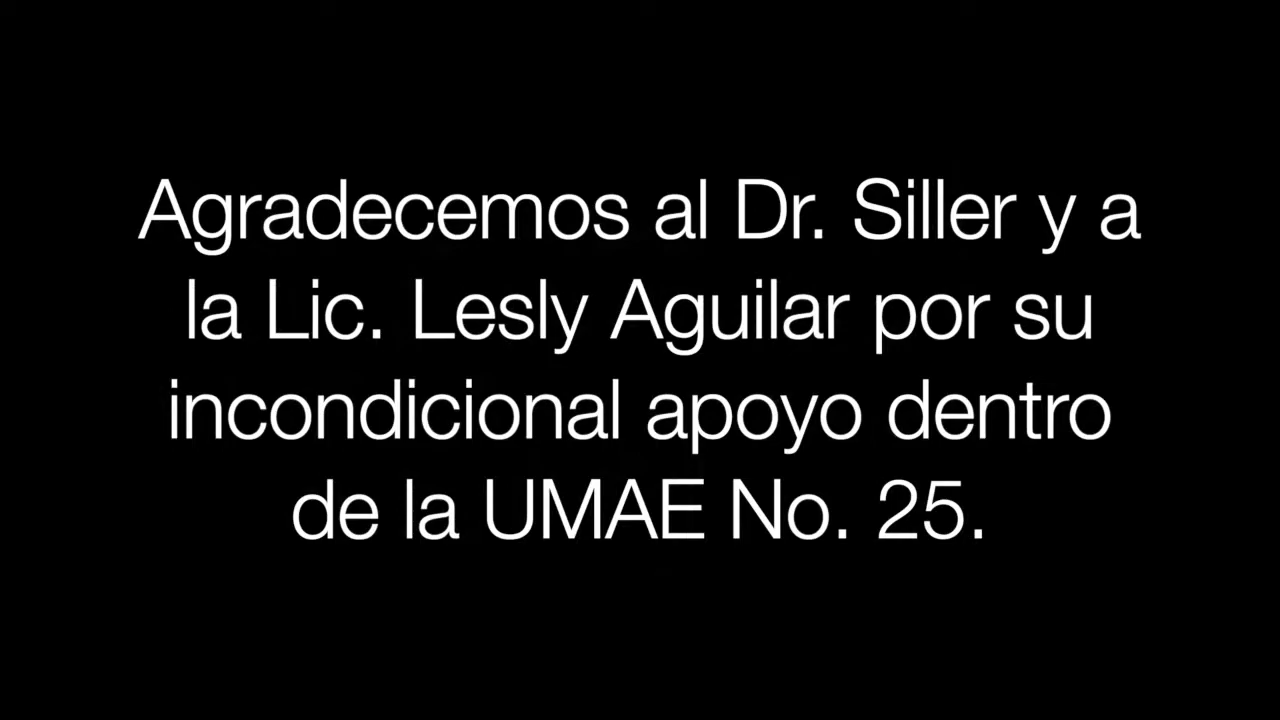 Agradecemos al Dr. Siller y a
la Lic. Lesly Aguilar por su
incondicional apoyo dentro
de la UMAE No. 25.